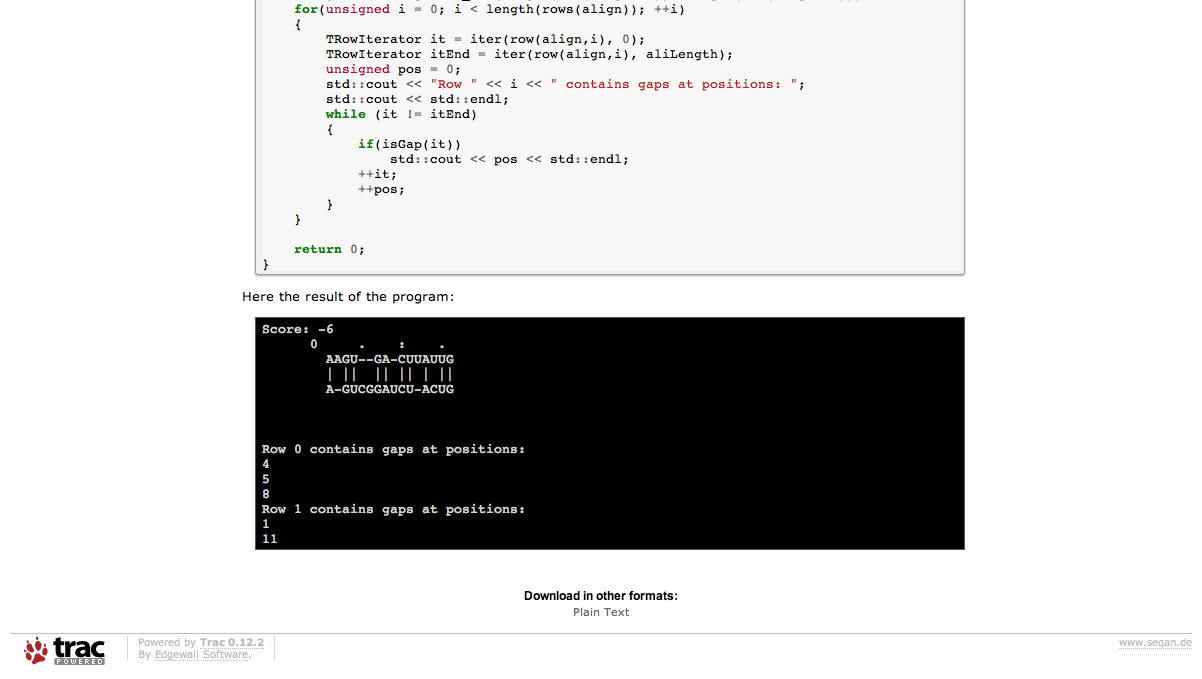 for(unsigned i = 0; i < length(rows(align)); ++i)
{
TRowIterator it = iter(row(align,i), 0);
TRowIterator itEnd = iter(row(align,i), aliLength);
unsigned pos = 0;
std::cout << "Row " << i << " contains gaps at positions: ";
std::cout << std::endl;
while (it != itEnd)
{
if(isGap(it))
std::cout << pos << std::endl;
++it;
++pos;
}
}
return 0;
}
Here the result of the program:
Score: -6
0     .    :    .
AAGU--GA-CUUAUUG
| ||  || || | ||
A-GUCGGAUCU-ACUG
Row 0 contains gaps at positions:
4
5
8
Row 1 contains gaps at positions:
1
11
Download in other formats:
Plain Text
trac POWERED
Powered by Trac 0.12.2
By Edgewall Software.
www.seqan.de